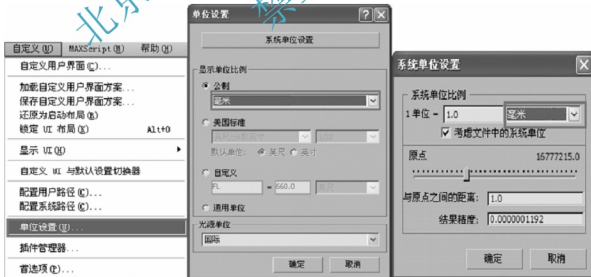 自定义(U) MAXScript(M) 帮助(H)
自定义用户界面(C)...
加载自定义用户界面方案...
保存自定义用户界面方案...
还原为启动布局(R)
锁定 UI 布局(K) Alt+0
显示 UI(H)
自定义 UI 与默认设置切换器
配置用户路径(C)...
配置系统路径(C)...
单位设置(U)...
插件管理器...
首选项(P)...
单位设置
系统单位设置
显示单位比例
公制
毫米
美国标准
默认单位: 英尺 英寸
自定义
FL = 660.0 英尺
通用单位
光源单位
国际
确定 取消
系统单位设置
系统单位比例
1 单位 = 1.0 毫米
考虑文件中的系统单位
原点 16777215.0
与原点之间的距离: 1.0
结果精度: 0.0000001192
确定 取消